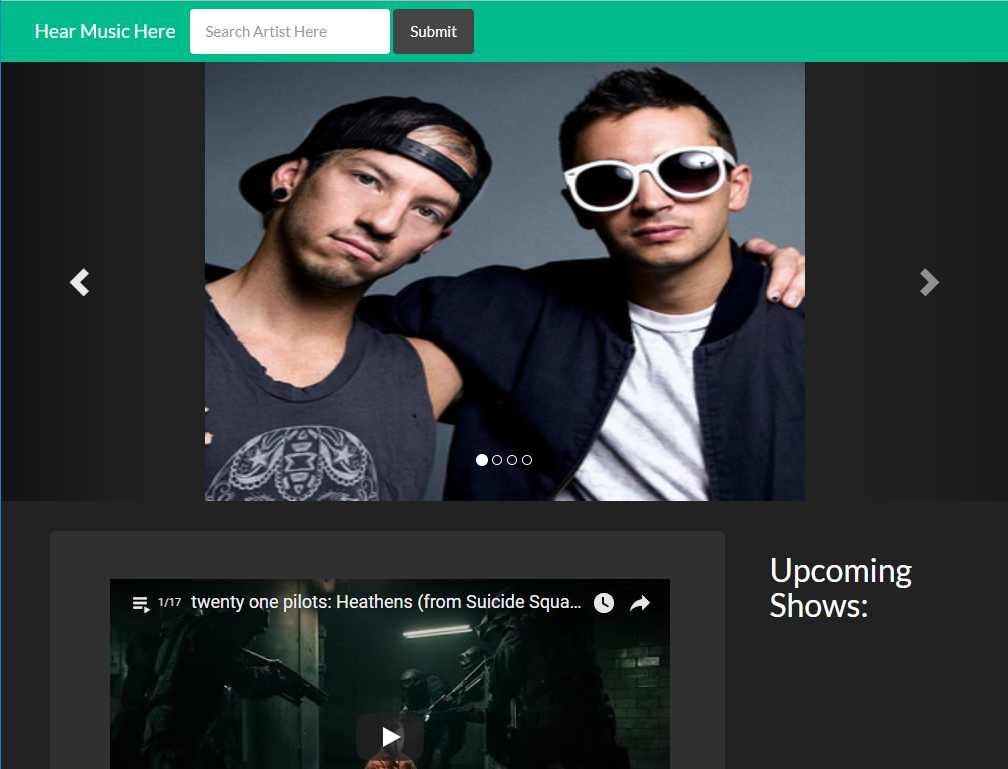 Hear Music Here
Search Artist Here
Submit
1/17 twenty one pilots: Heathens (from Suicide Squa...
Upcoming
Shows: